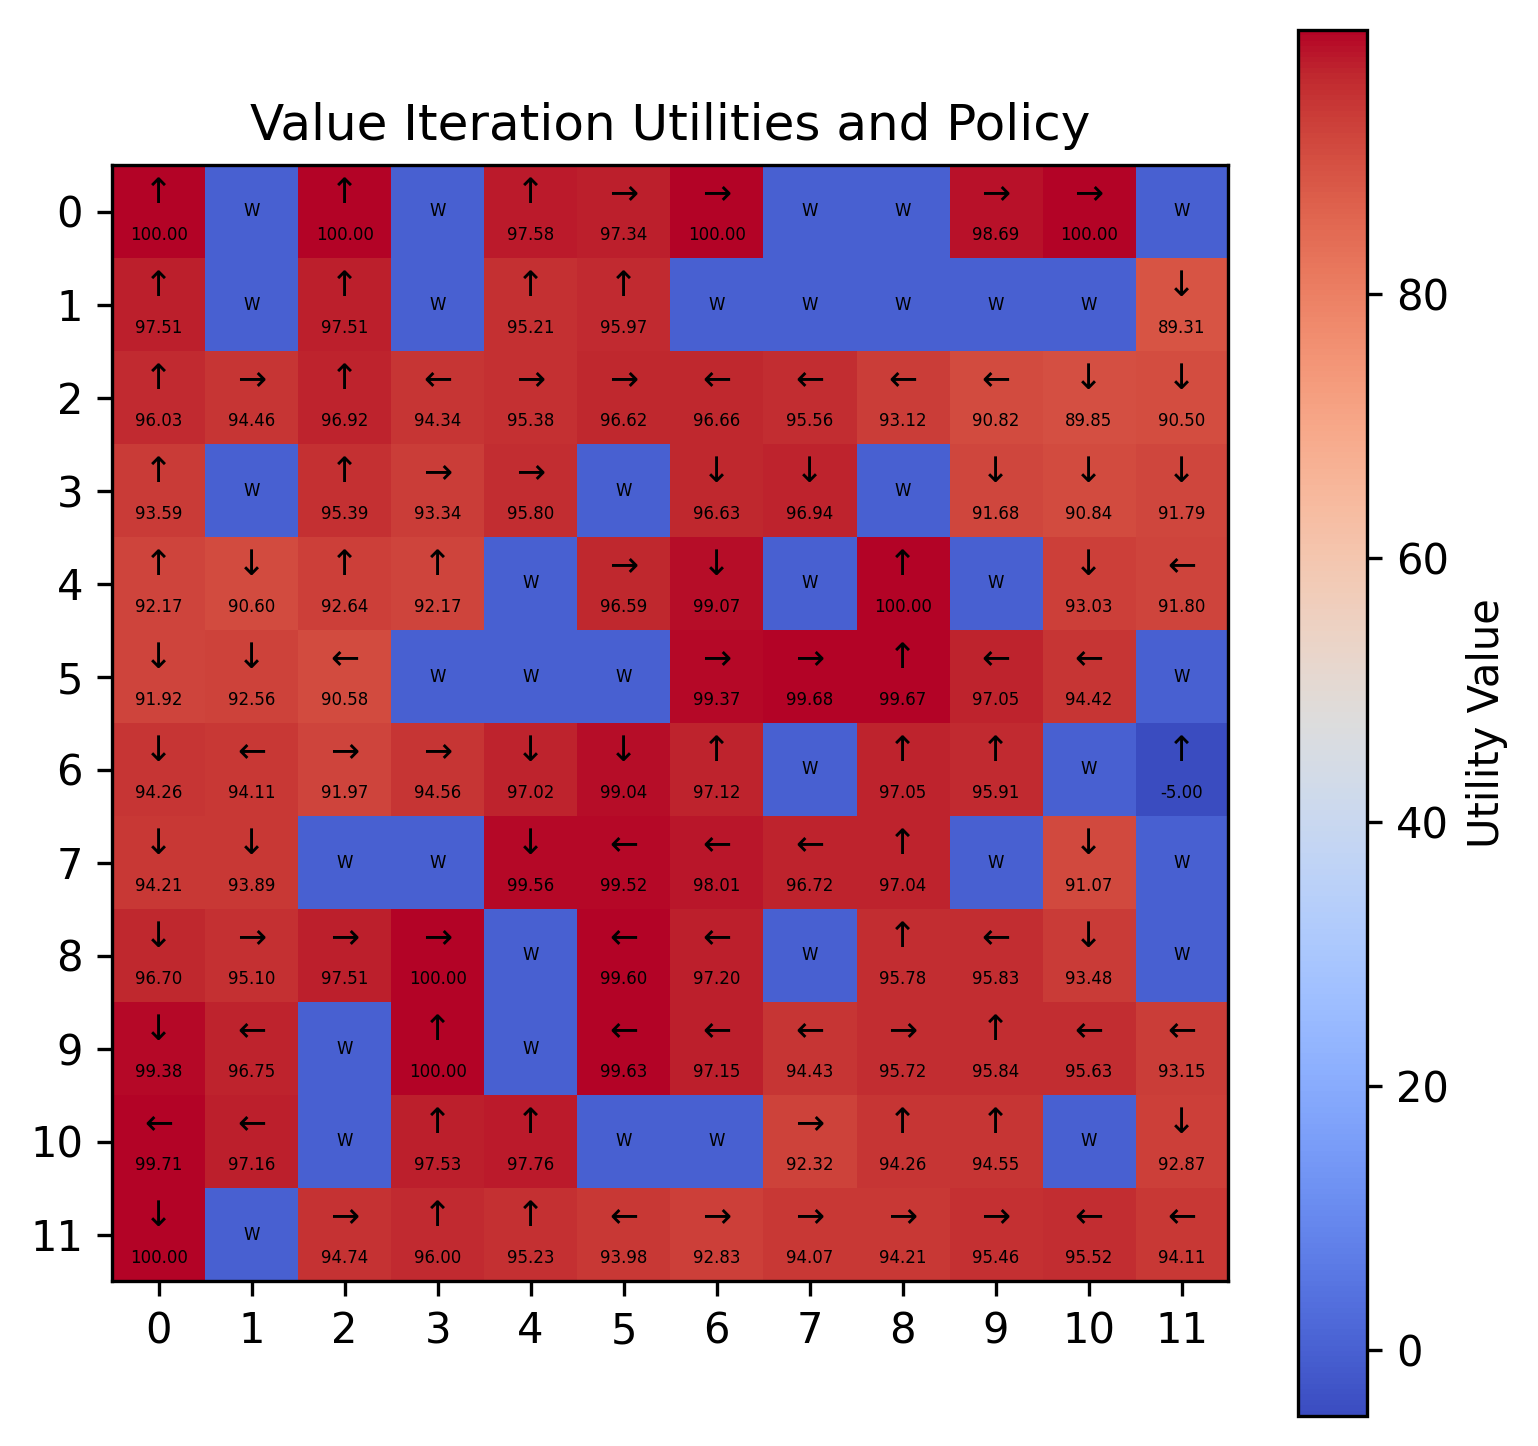 Value Iteration Utilities and Policy
0 ↑ W ↑ W ↑ → → W W → → W
100.00 100.00 97.58 97.34 100.00 98.69 100.00
1 ↑ W ↑ W ↑ ↑ W W W W W ↓
97.51 97.51 95.21 95.97 89.31
2 ↑ → ↑ ← → → ← ← ← ← ↓ ↓
96.03 94.46 96.92 94.34 95.38 96.62 96.66 95.56 93.12 90.82 89.85 90.50
3 ↑ W ↑ → → W ↓ ↓ W ↓ ↓ ↓
93.59 95.39 93.34 95.80 96.63 96.94 91.68 90.84 91.79
4 ↑ ↓ ↑ ↑ W → ↓ W ↑ W ↓ ←
92.17 90.60 92.64 92.17 96.59 99.07 100.00 93.03 91.80
5 ↓ ↓ ← W W W → → ↑ ← ← W
91.92 92.56 90.58 99.37 99.68 99.67 97.05 94.42
6 ↓ ← → → ↓ ↓ ↑ W ↑ ↑ W ↑
94.26 94.11 91.97 94.56 97.02 99.04 97.12 97.05 95.91 -5.00
7 ↓ ↓ W W ↓ ← ← ← ↑ W ↓ W
94.21 93.89 99.56 99.52 98.01 96.72 97.04 91.07
8 ↓ → → → W ← ← W ↑ ← ↓ W
96.70 95.10 97.51 100.00 99.60 97.20 95.78 95.83 93.48
9 ↓ ← W ↑ W ← ← ← → ↑ ← ←
99.38 96.75 100.00 99.63 97.15 94.43 95.72 95.84 95.63 93.15
10 ← ← W ↑ ↑ W W → ↑ ↑ W ↓
99.71 97.16 97.53 97.76 92.32 94.26 94.55 92.87
11 ↓ W → ↑ ↑ ← → → → → ← ←
100.00 94.74 96.00 95.23 93.98 92.83 94.07 94.21 95.46 95.52 94.11
0 1 2 3 4 5 6 7 8 9 10 11
80
60
40
20
0
Utility Value